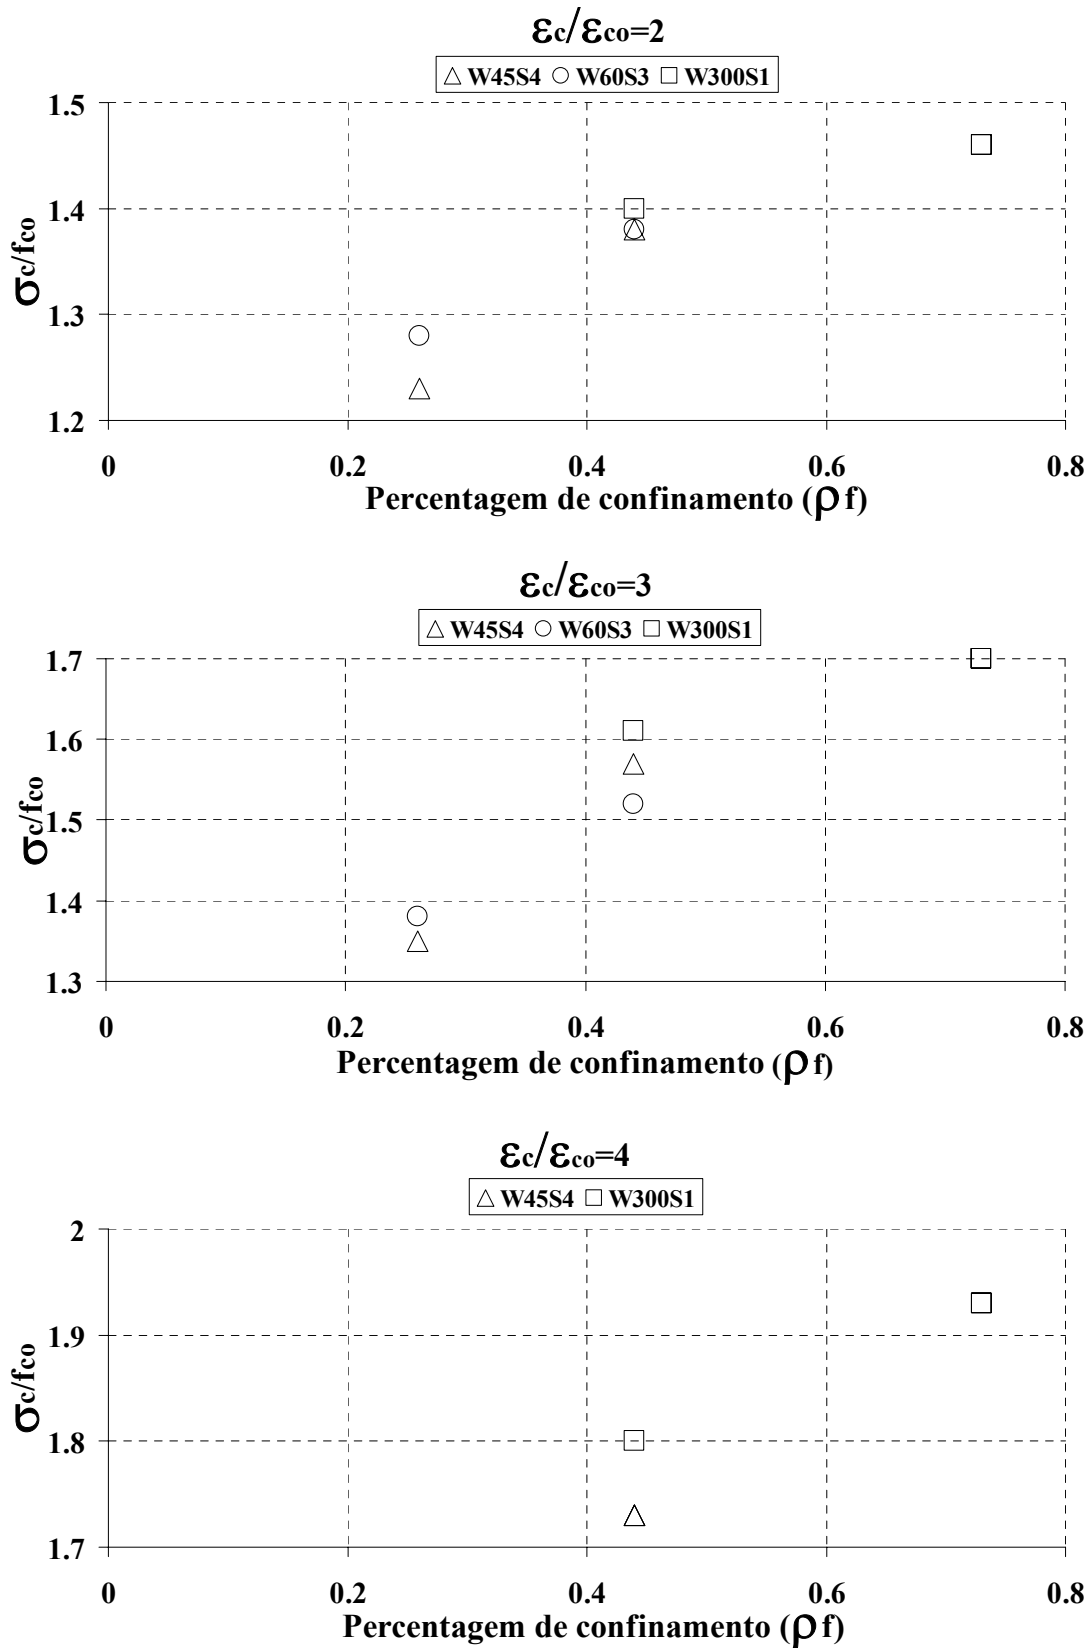 εc/εco=2
△ W45S4 ○ W60S3 □ W300S1
1.5
1.4
1.3
1.2
σc/fco
0 0.2 0.4 0.6 0.8
Percentagem de confinamento (ρf)
εc/εco=3
△ W45S4 ○ W60S3 □ W300S1
1.7
1.6
1.5
1.4
1.3
σc/fco
0 0.2 0.4 0.6 0.8
Percentagem de confinamento (ρf)
εc/εco=4
△ W45S4 □ W300S1
2
1.9
1.8
1.7
σc/fco
0 0.2 0.4 0.6 0.8
Percentagem de confinamento (ρf)